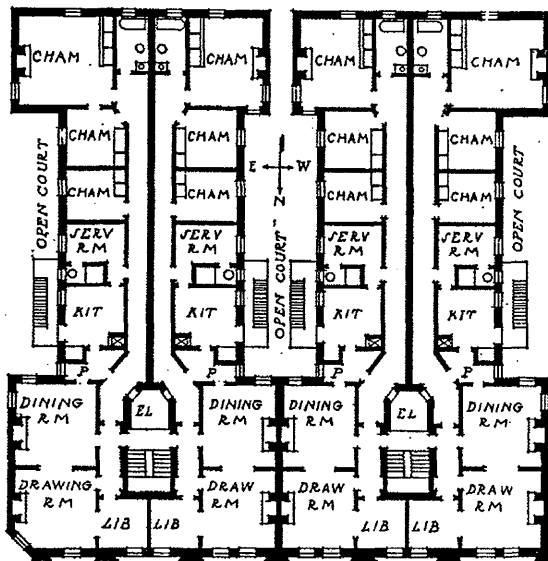 CHAM
CHAM
CHAM
CHAM
CHAM
CHAM
CHAM
CHAM
OPEN COURT
E W
N
OPEN COURT
CHAM
CHAM
CHAM
CHAM
OPEN COURT
SERV
RM
SERV
RM
SERV
RM
SERV
RM
KIT
KIT
KIT
KIT
P
P
P
P
DINING
RM
EL
DINING
RM
DINING
RM
EL
DINING
RM.
DRAWING
RM
DRAW
RM
DRAW
RM
DRAW
RM
LIB
LIB
LIB
LIB